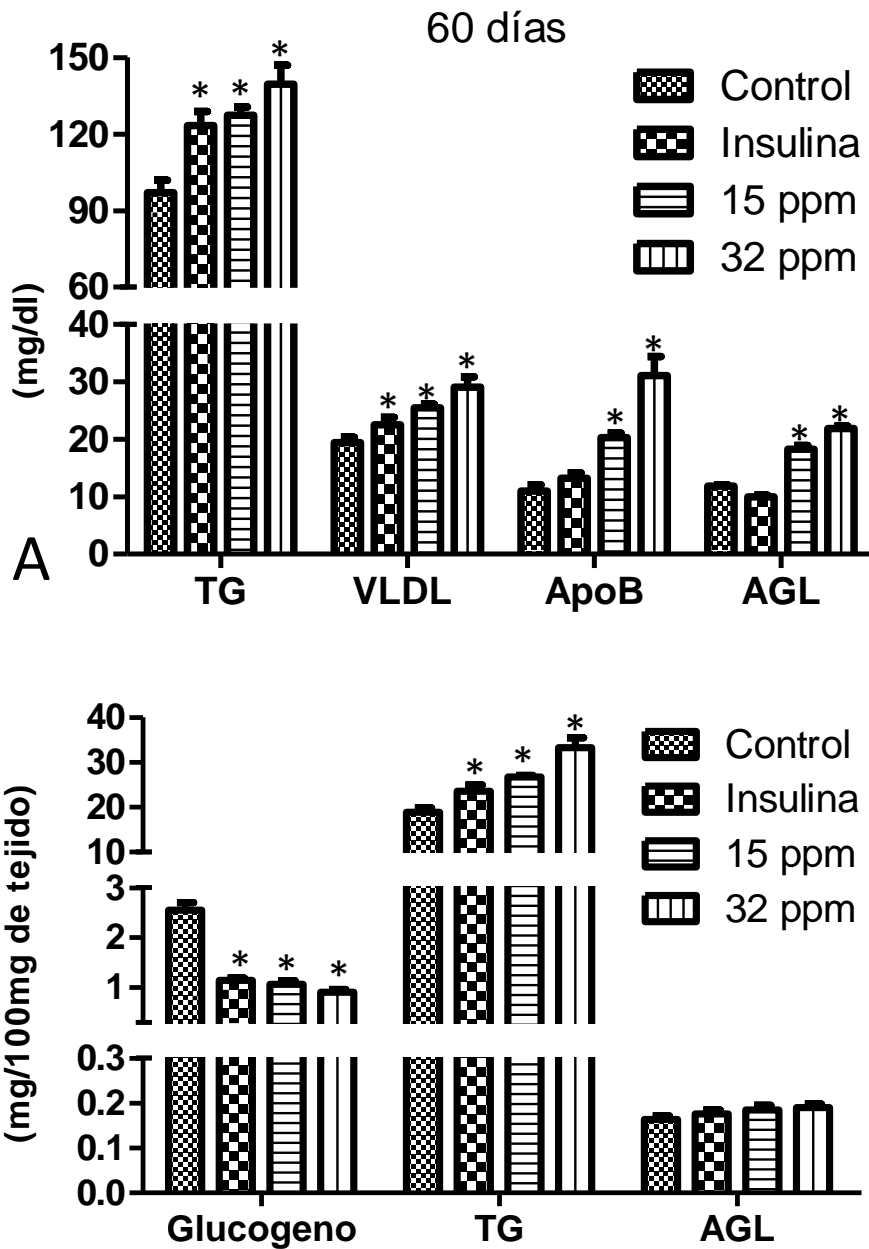 60 días
150
120
90
60
40
30
20
10
0
(mg/dl)
* * * * * * * * * * *
Control
Insulina
15 ppm
32 ppm
A
TG VLDL ApoB AGL
40
30
20
10
3
2
1
0.3
0.2
0.1
0.0
(mg/100mg de tejido)
* * * * * *
Control
Insulina
15 ppm
32 ppm
Glucogeno TG AGL